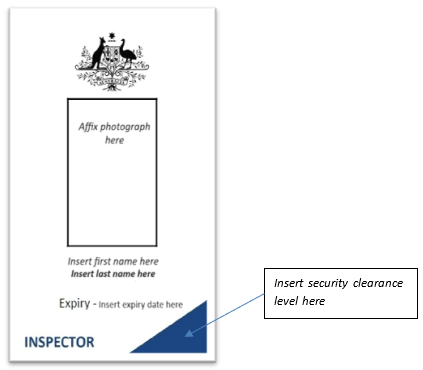 Affix photograph
here
Insert first name here
Insert last name here
Expiry - Insert expiry date here
INSPECTOR
Insert security clearance
level here